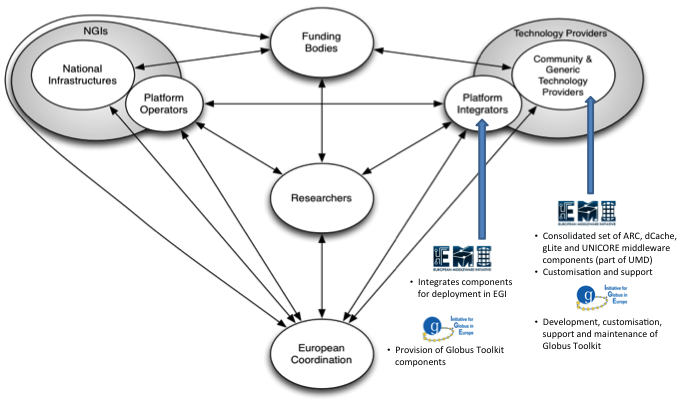 NGIs
National
Infrastructures
Platform
Operators
Funding
Bodies
Technology Providers
Community &
Generic
Technology
Providers
Platform
Integrators
Researchers
European
Coordination
EMI
EUROPEAN MIDDLEWARE INITIATIVE
• Integrates components
for deployment in EGI
g Initiative for
Globus in
Europe
• Provision of Globus Toolkit
components
EMI
EUROPEAN MIDDLEWARE INITIATIVE
• Consolidated set of ARC, dCache,
gLite and UNICORE middleware
components (part of UMD)
• Customisation and support
g Initiative for
Globus in
Europe
• Development, customisation,
support and maintenance of
Globus Toolkit